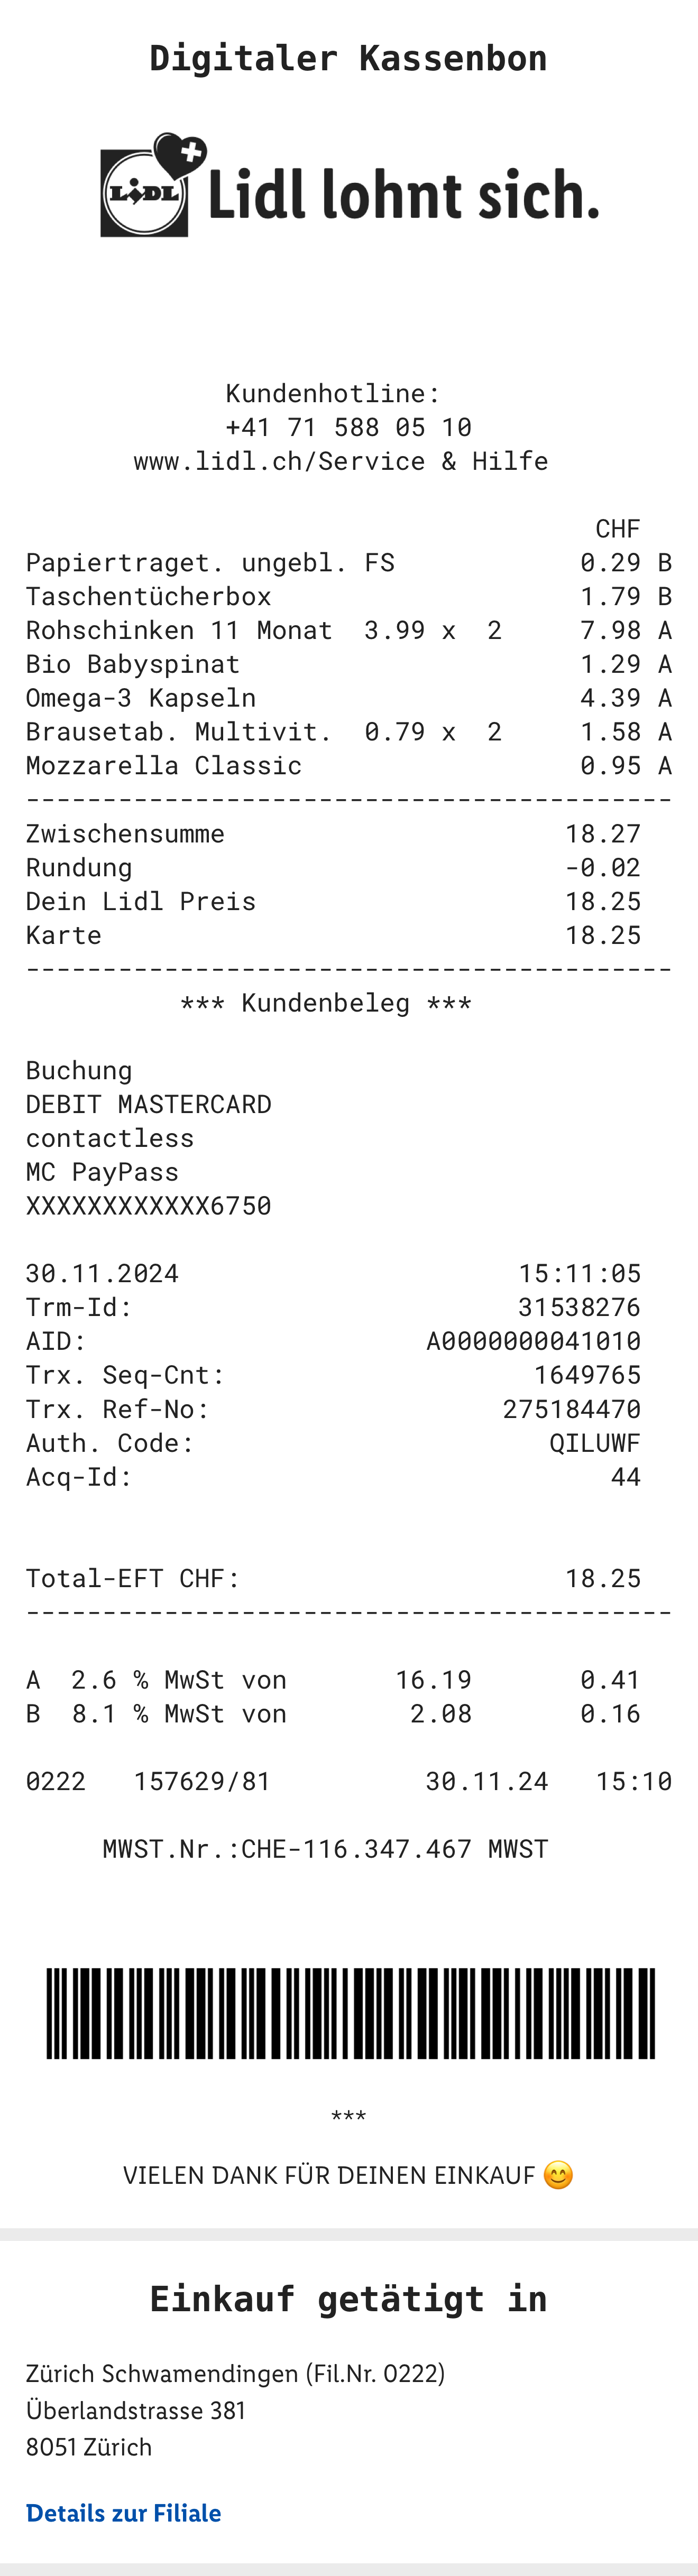 Digitaler Kassenbon
LIDL Lidl lohnt sich.
Kundenhotline:
+41 71 588 05 10
www.lidl.ch/Service & Hilfe
CHF
Papiertraget. ungebl. FS 0.29 B
Taschentücherbox 1.79 B
Rohschinken 11 Monat 3.99 x 2 7.98 A
Bio Babyspinat 1.29 A
Omega-3 Kapseln 4.39 A
Brausetab. Multivit. 0.79 x 2 1.58 A
Mozzarella Classic 0.95 A
------------------------------------------
Zwischensumme 18.27
Rundung -0.02
Dein Lidl Preis 18.25
Karte 18.25
------------------------------------------
*** Kundenbeleg ***
Buchung
DEBIT MASTERCARD
contactless
MC PayPass
XXXXXXXXXXXX6750
30.11.2024 15:11:05
Trm-Id: 31538276
AID: A0000000041010
Trx. Seq-Cnt: 1649765
Trx. Ref-No: 275184470
Auth. Code: QILUWF
Acq-Id: 44
Total-EFT CHF: 18.25
------------------------------------------
A 2.6 % MwSt von 16.19 0.41
B 8.1 % MwSt von 2.08 0.16
0222 157629/81 30.11.24 15:10
MWST.Nr.:CHE-116.347.467 MWST
***
VIELEN DANK FÜR DEINEN EINKAUF 😊
Einkauf getätigt in
Zürich Schwamendingen (Fil.Nr. 0222)
Überlandstrasse 381
8051 Zürich
Details zur Filiale